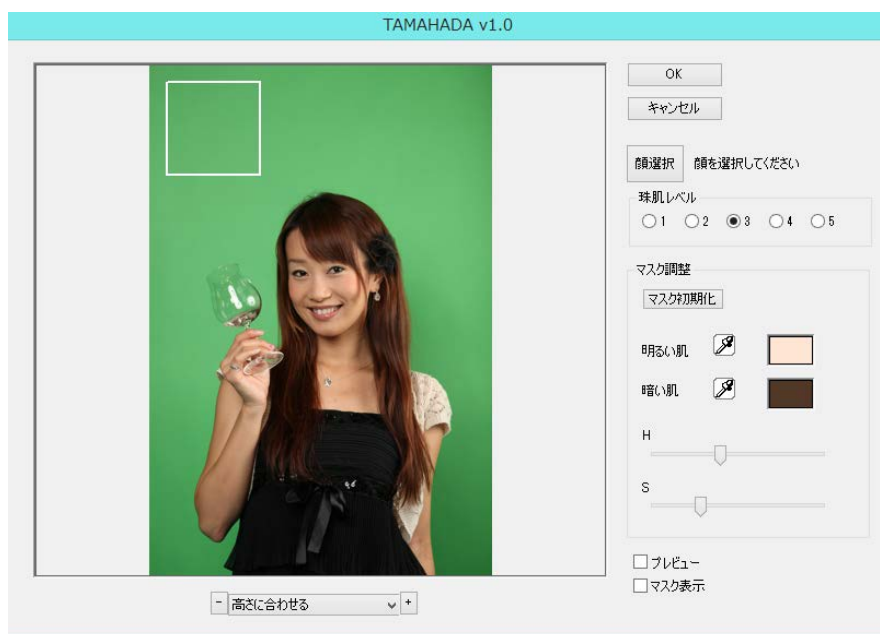 TAMAHADA v1.0
OK
キャンセル
顔選択 顔を選択してください
珠肌レベル
1 2 3 4 5
マスク調整
マスク初期化
明るい肌
暗い肌
H
S
プレビュー
マスク表示
- 高さに合わせる +